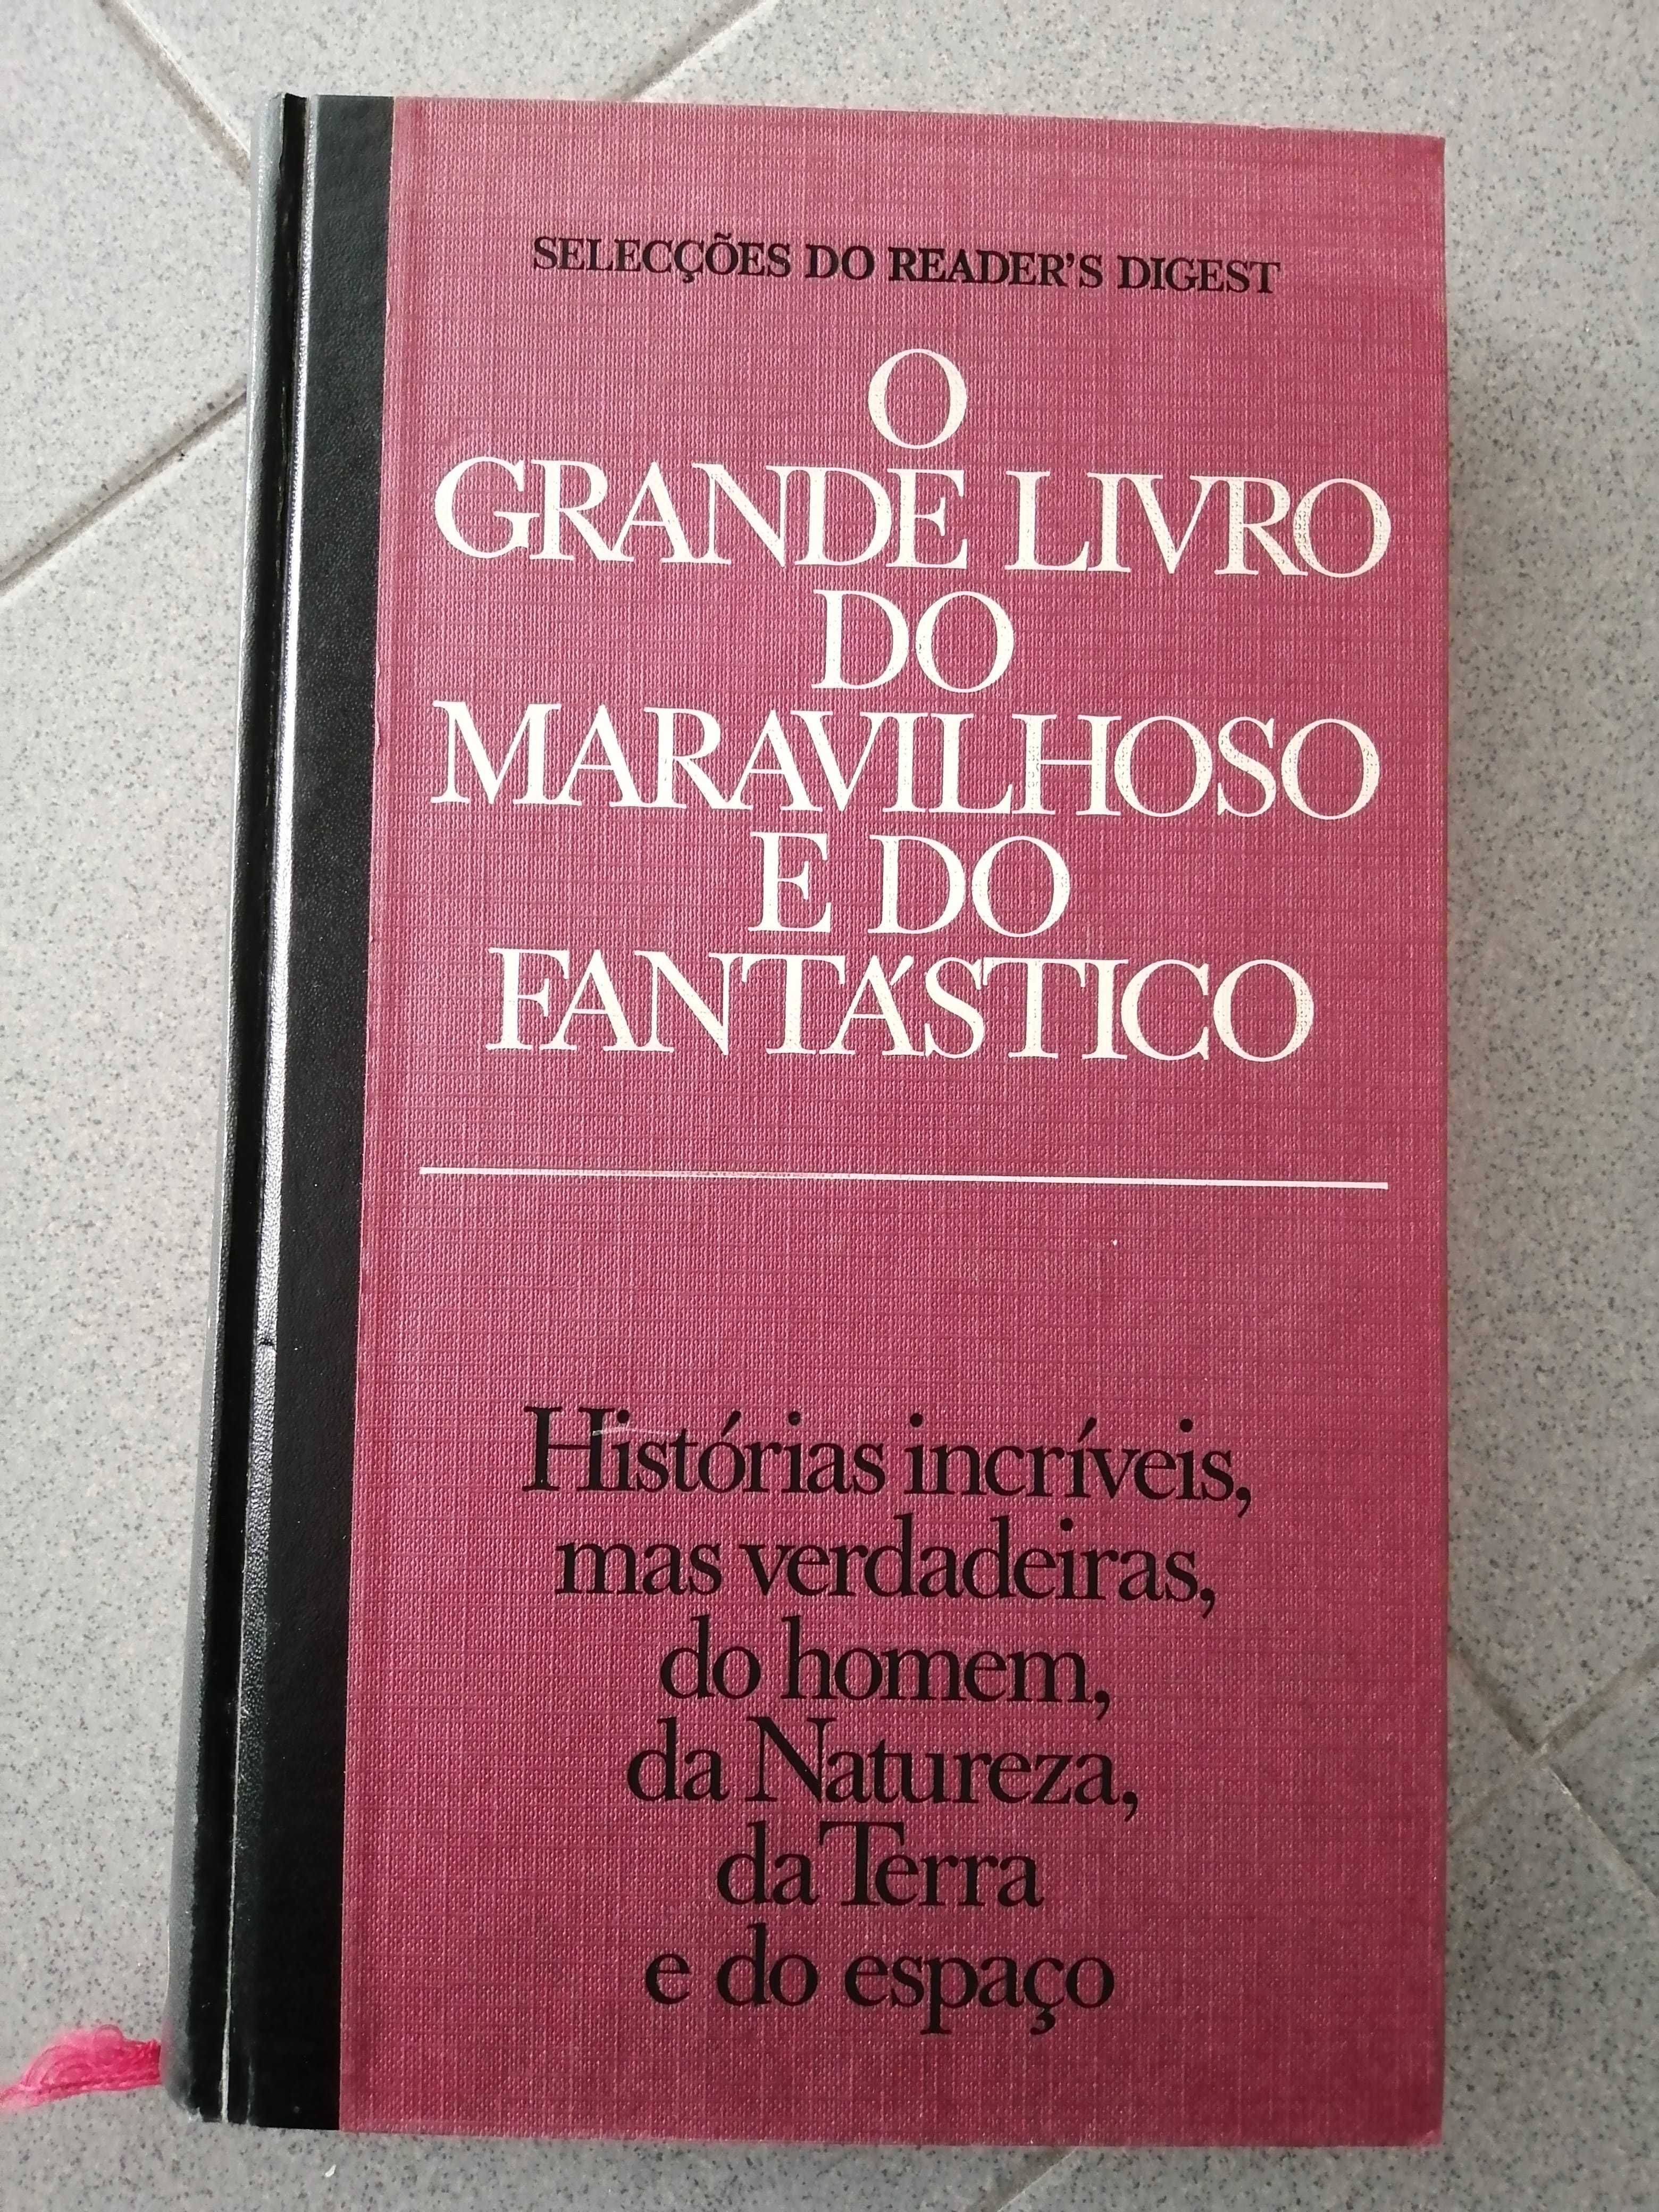 SELECÇÕES DO READER'S DIGEST
O
GRANDE LIVRO
DO
MARAVILHOSO
E DO
FANTÁSTICO
Histórias incríveis,
mas verdadeiras,
do homem,
da Natureza,
da Terra
e do espaço